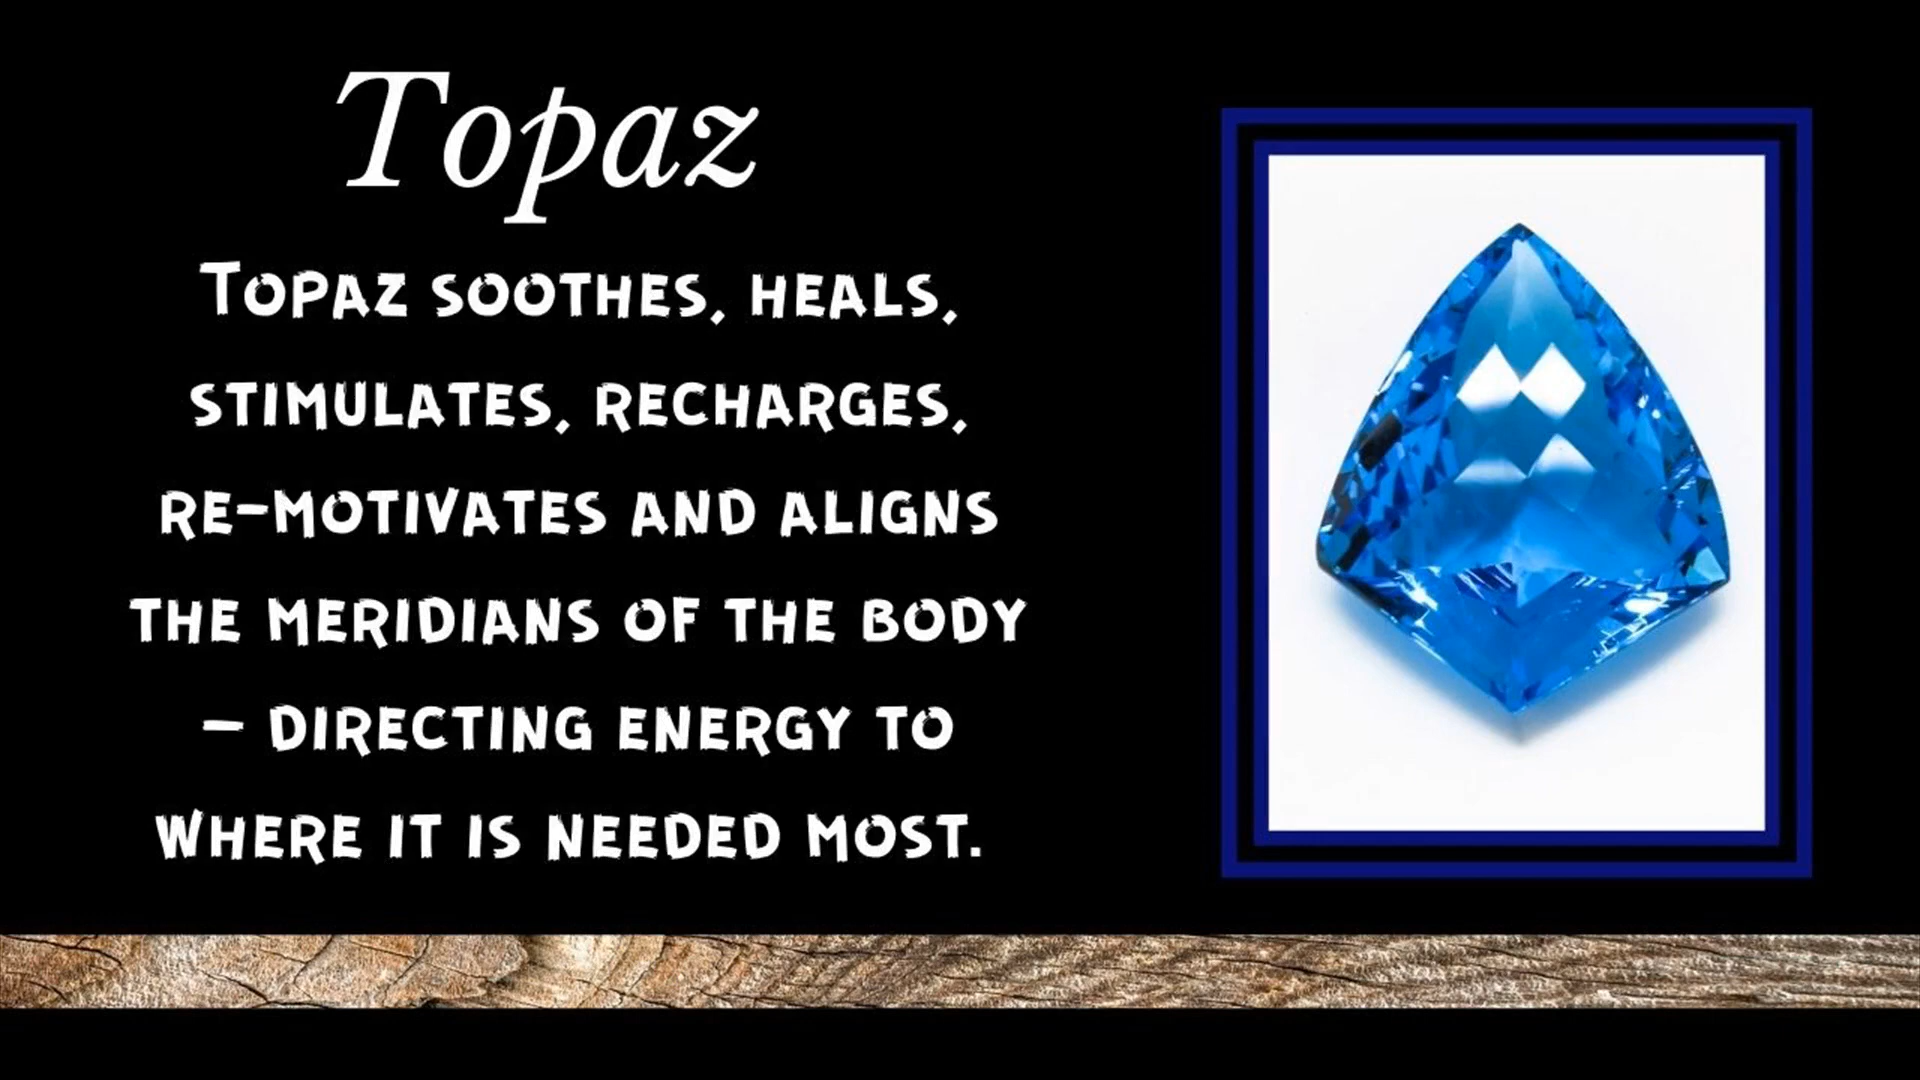 Topaz
Topaz soothes, heals,
stimulates, recharges,
re-motivates and aligns
the meridians of the body
– directing energy to
where it is needed most.